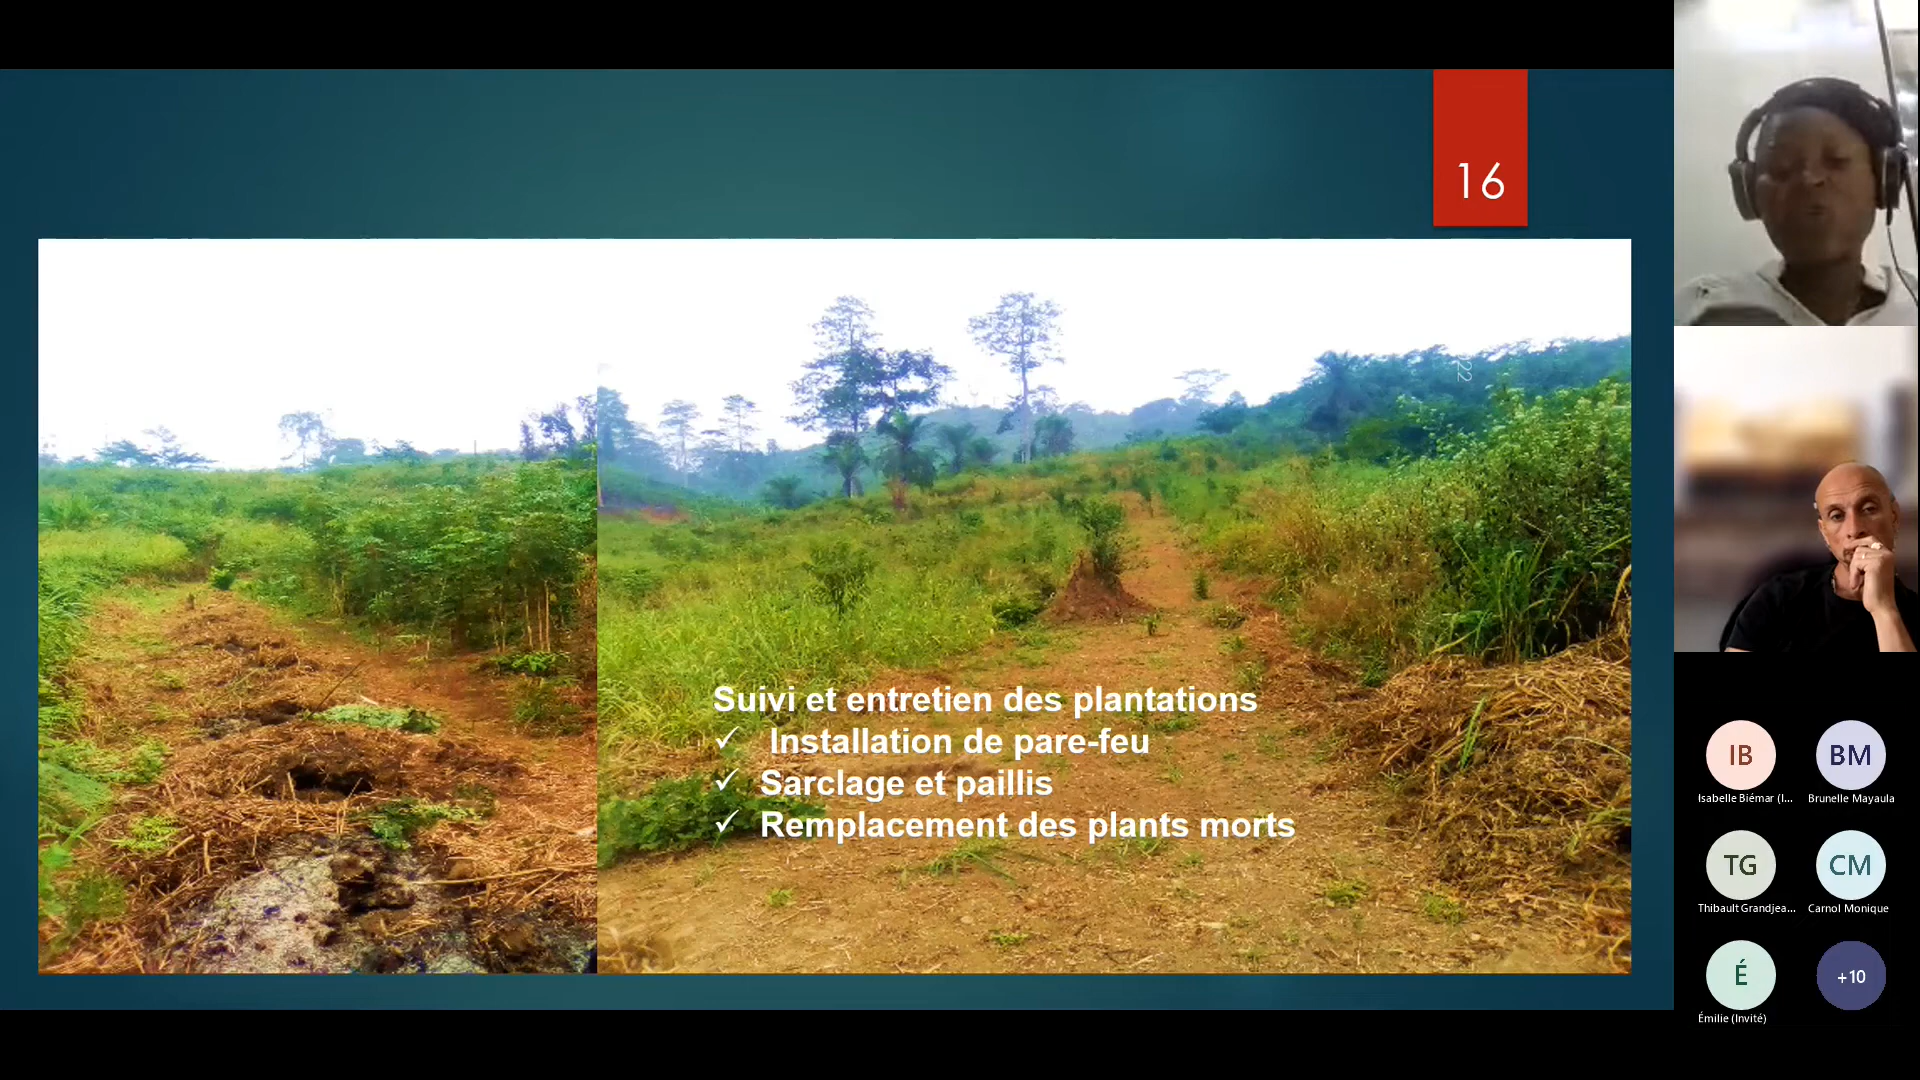 16
22
Suivi et entretien des plantations
✓ Installation de pare-feu
✓ Sarclage et paillis
✓ Remplacement des plants morts
IB
Isabelle Biémar (I...
BM
Brunelle Mayaula
TG
Thibault Grandjea...
CM
Carnol Monique
É
Émilie (Invité)
+10